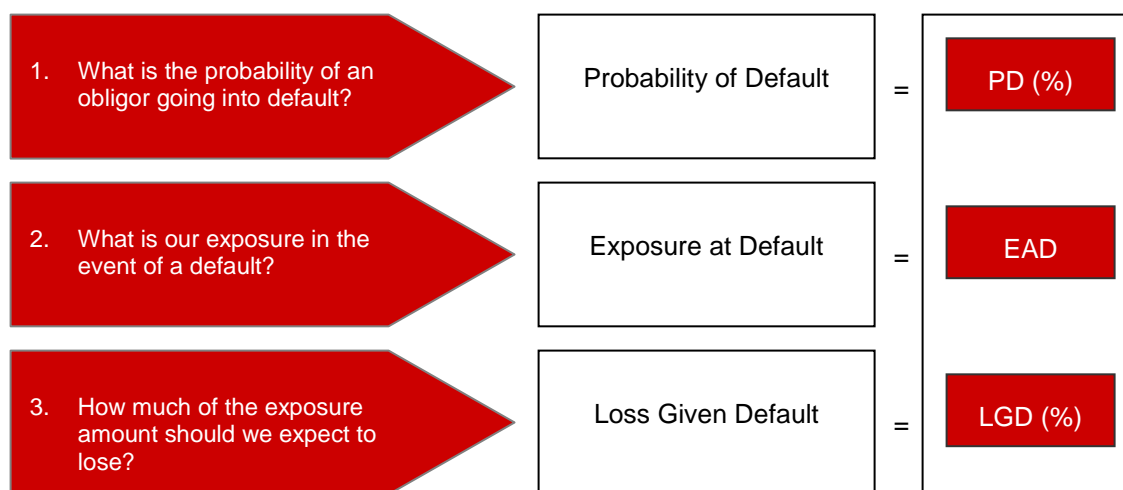 1. What is the probability of an
obligor going into default?
Probability of Default
=
PD (%)
2. What is our exposure in the
event of a default?
Exposure at Default
=
EAD
3. How much of the exposure
amount should we expect to
lose?
Loss Given Default
=
LGD (%)